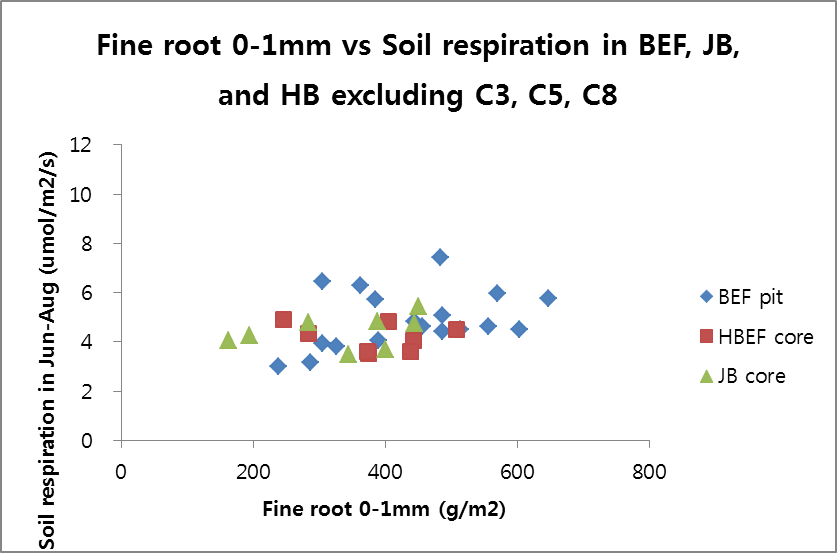 Fine root 0-1mm vs Soil respiration in BEF, JB,
and HB excluding C3, C5, C8
Soil respiration in Jun-Aug (umol/m2/s)
12
10
8
6
4
2
0
0 200 400 600 800
Fine root 0-1mm (g/m2)
BEF pit
HBEF core
JB core